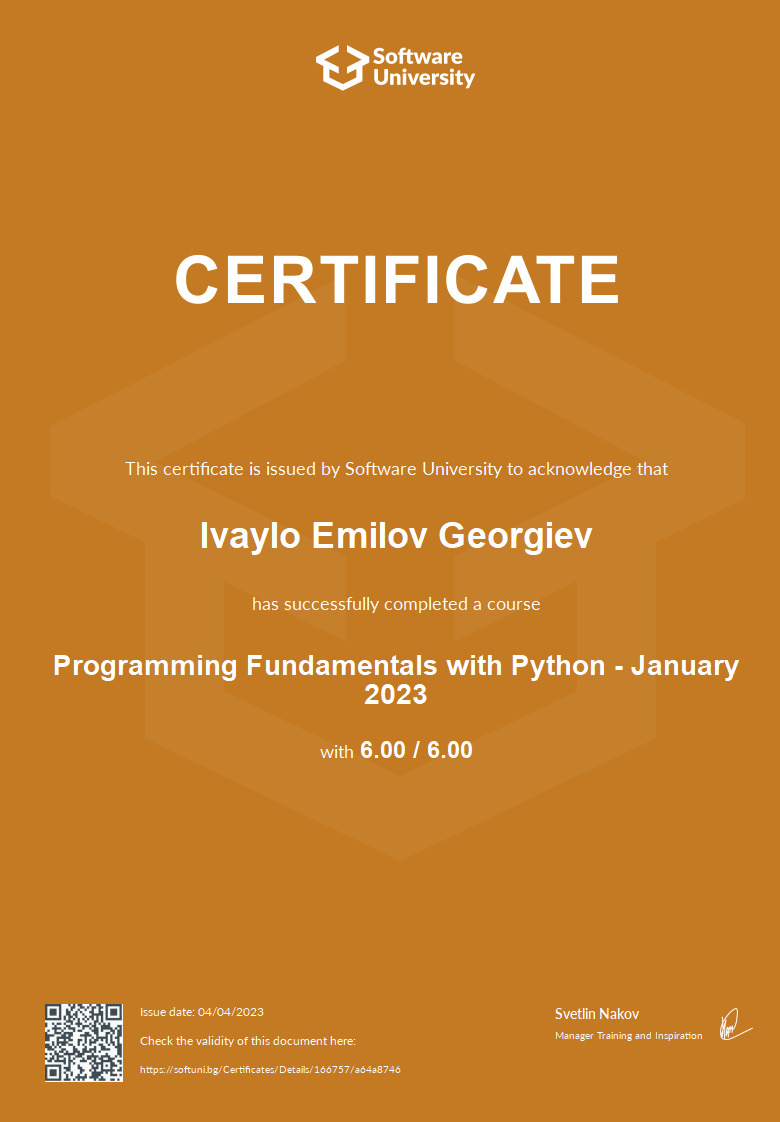 Software
University
CERTIFICATE
This certificate is issued by Software University to acknowledge that
Ivaylo Emilov Georgiev
has successfully completed a course
Programming Fundamentals with Python - January
2023
with 6.00 / 6.00
Issue date: 04/04/2023
Check the validity of this document here:
https://softuni.bg/Certificates/Details/166757/a64a8746
Svetlin Nakov
Manager Training and Inspiration